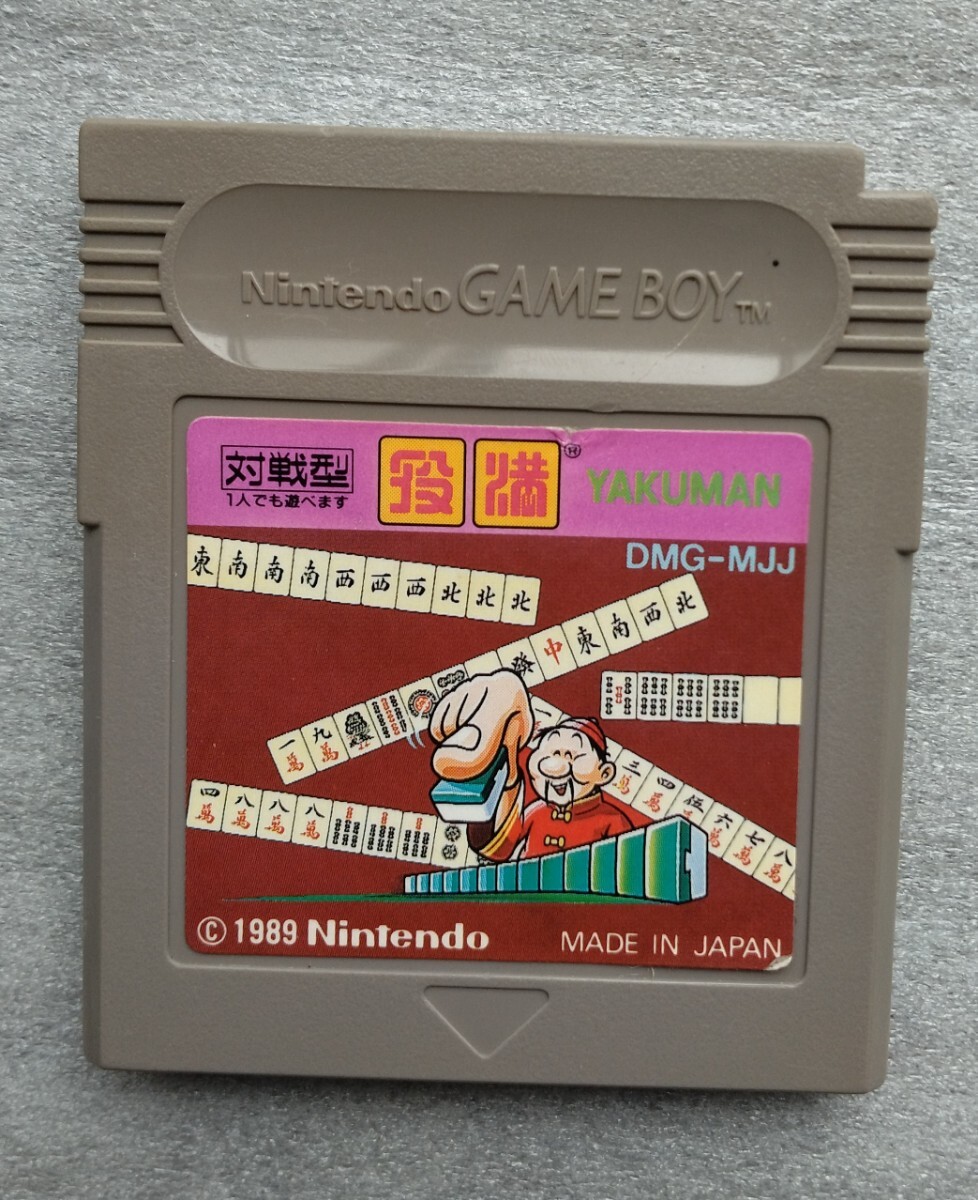 Nintendo GAME BOY TM
対戦型 役満® YAKUMAN
1人でも遊べます
DMG-MJJ
東 南 南 南 西 西 西 北 北 北
發 中 東 南 西 北
一萬 九萬
三萬 四萬 伍萬 六萬 七萬 八
四萬 八萬 八萬 八萬
© 1989 Nintendo MADE IN JAPAN